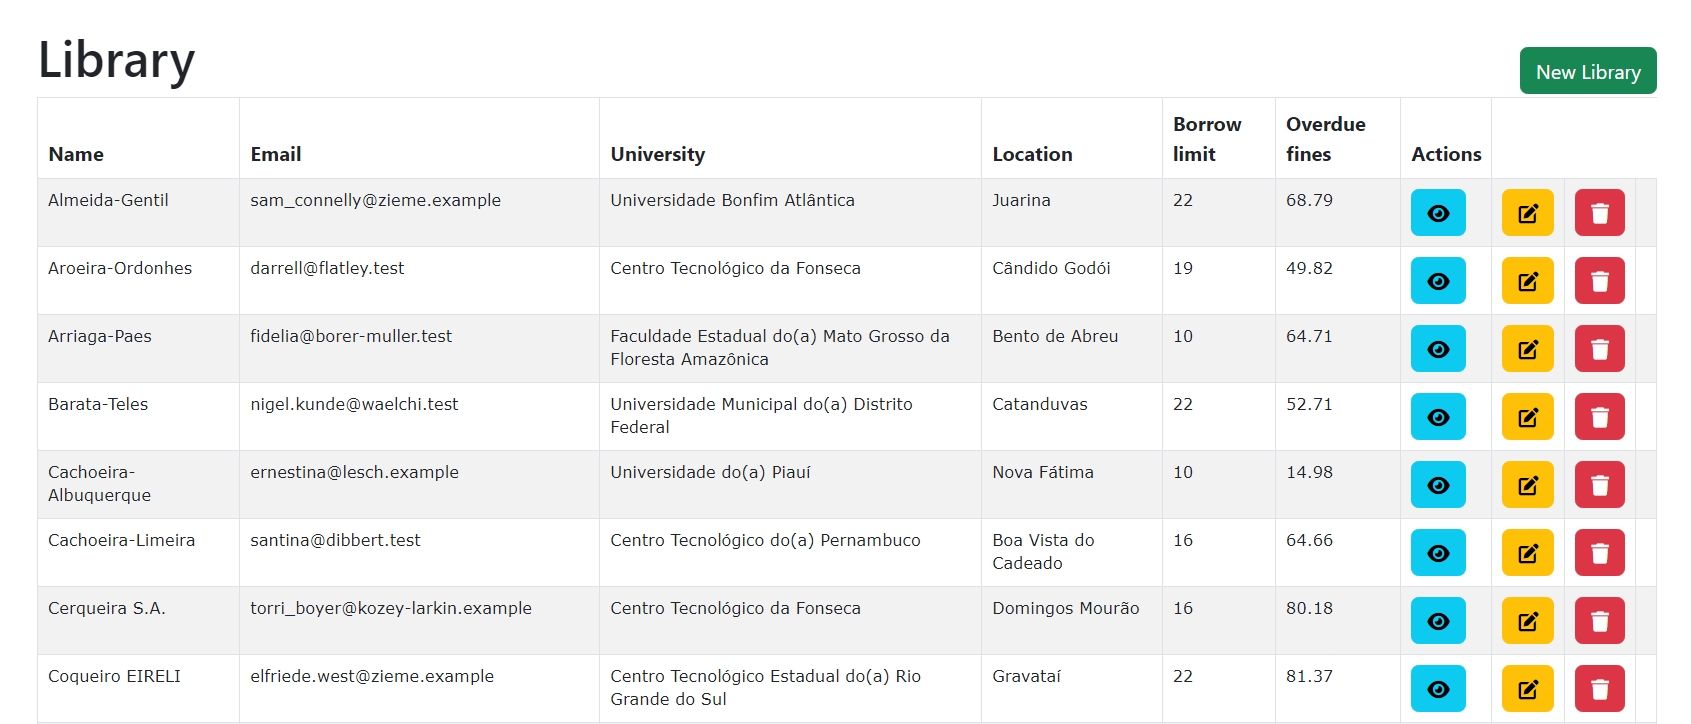 Library
New Library
Name Email University Location Borrow limit Overdue fines Actions
Almeida-Gentil sam_connelly@zieme.example Universidade Bonfim Atlântica Juarina 22 68.79
Aroeira-Ordonhes darrell@flatley.test Centro Tecnológico da Fonseca Cândido Godói 19 49.82
Arriaga-Paes fidelia@borer-muller.test Faculdade Estadual do(a) Mato Grosso da Floresta Amazônica Bento de Abreu 10 64.71
Barata-Teles nigel.kunde@waelchi.test Universidade Municipal do(a) Distrito Federal Catanduvas 22 52.71
Cachoeira-Albuquerque ernestina@lesch.example Universidade do(a) Piauí Nova Fátima 10 14.98
Cachoeira-Limeira santina@dibbert.test Centro Tecnológico do(a) Pernambuco Boa Vista do Cadeado 16 64.66
Cerqueira S.A. torri_boyer@kozey-larkin.example Centro Tecnológico da Fonseca Domingos Mourão 16 80.18
Coqueiro EIRELI elfriede.west@zieme.example Centro Tecnológico Estadual do(a) Rio Grande do Sul Gravataí 22 81.37